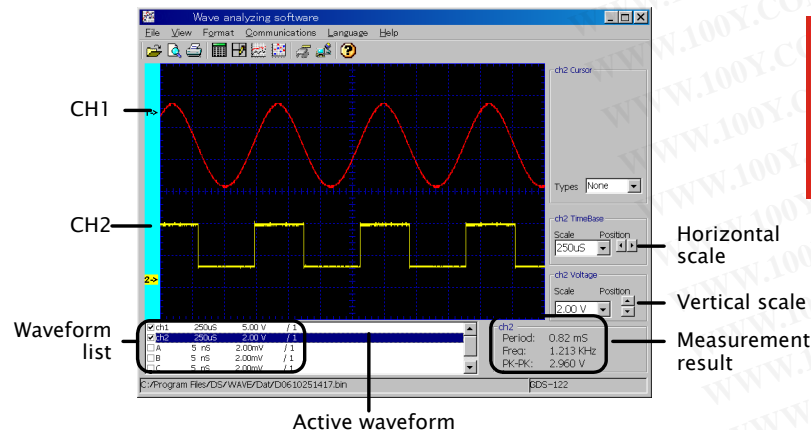 Wave analyzing software
File View Format Communications Language Help
CH1
1->
CH2
2->
ch2 Cursor
Types None
ch2 TimeBase
Scale Position
250uS
Horizontal
scale
ch2 Voltage
Scale Position
2.00 V
Vertical scale
Waveform
list
ch1 250uS 5.00 V / 1
ch2 250uS 2.00 V / 1
A 5 nS 2.00mV / 1
B 5 nS 2.00mV / 1
C 5 nS 2.00mV / 1
ch2
Period: 0.82 mS
Freq: 1.213 KHz
PK-PK: 2.960 V
Measurement
result
C:/Program Files/DS/WAVE/Dat/D0610251417.bin
GDS-122
Active waveform
WWW.100Y.COM